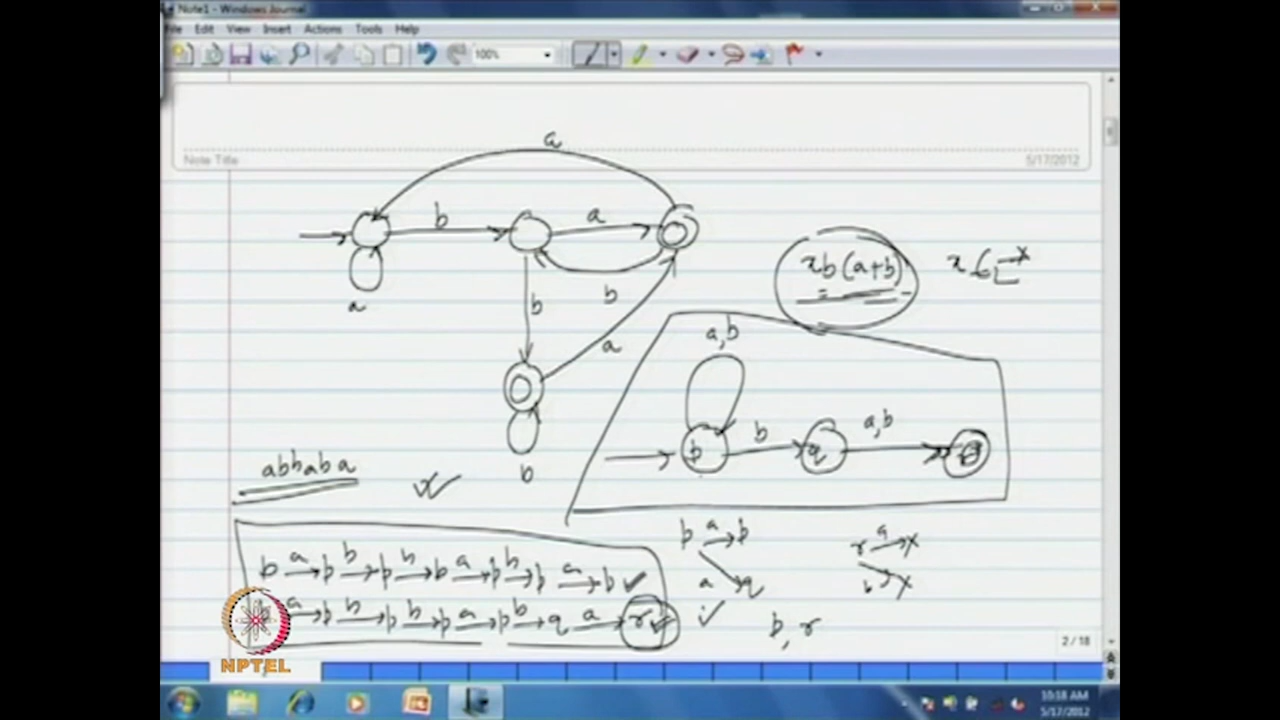 Note1 - Windows Journal
File Edit View Insert Actions Tools Help
100%
Note Title
5/17/2012
a
b
a
a
b
b
a
b
xb(a+b)
x ∈
a,b
b
a,b
p
q
abbaba
p a→ p b→ p b→ p a→ p b→ p a→ p ✓
a→ p b→ p b→ p a→ p b→ q a→ r ✓
p a→ p
a q
r a→ x
b→ x
p, r
NPTEL
2 / 18
10:18 AM
5/17/2012